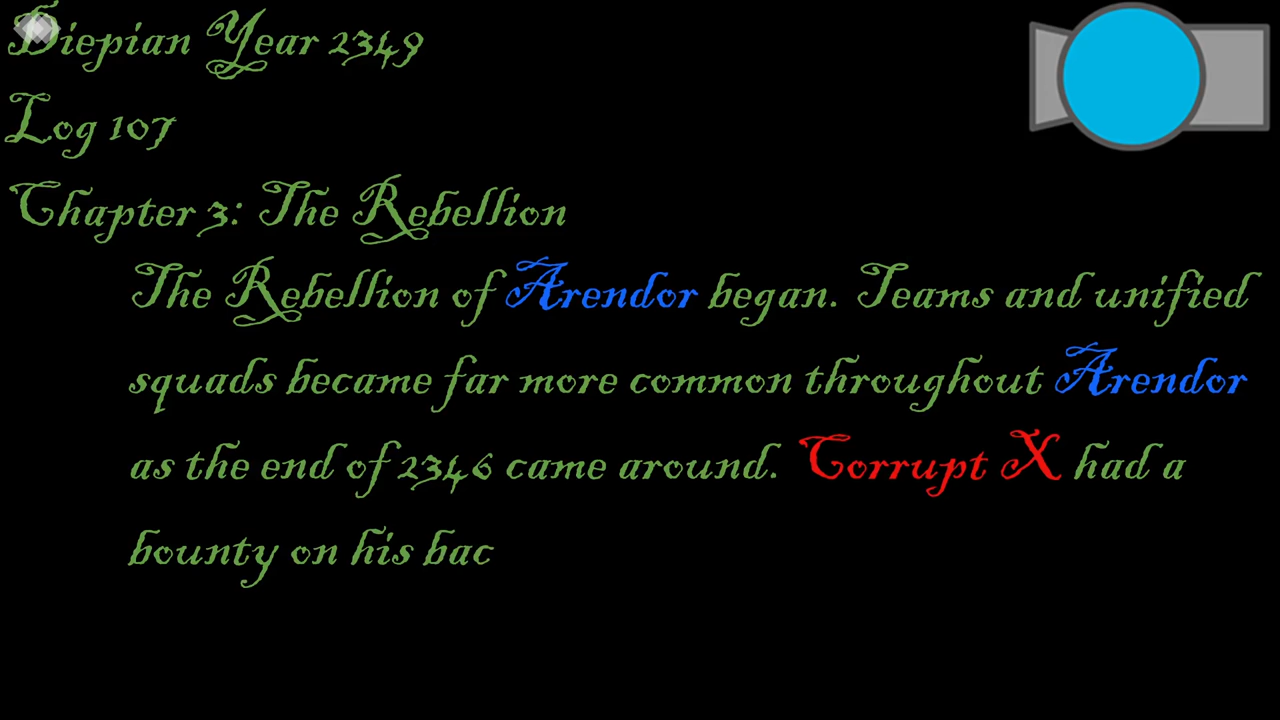 Diepian Year 2349
Log 107
Chapter 3: The Rebellion
The Rebellion of Arendor began. Teams and unified
squads became far more common throughout Arendor
as the end of 2346 came around. Corrupt X had a
bounty on his bac